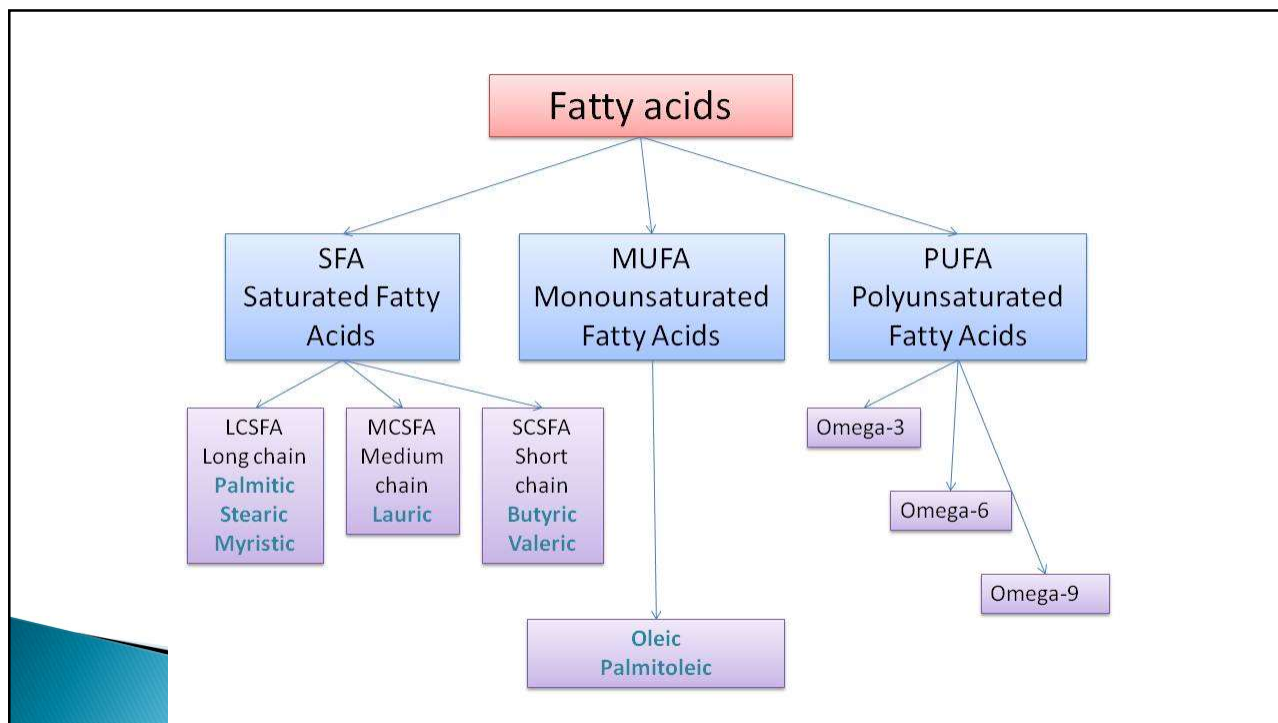 Fatty acids
SFA
Saturated Fatty
Acids
MUFA
Monounsaturated
Fatty Acids
PUFA
Polyunsaturated
Fatty Acids
LCSFA
Long chain
Palmitic
Stearic
Myristic
MCSFA
Medium
chain
Lauric
SCSFA
Short
chain
Butyric
Valeric
Oleic
Palmitoleic
Omega-3
Omega-6
Omega-9